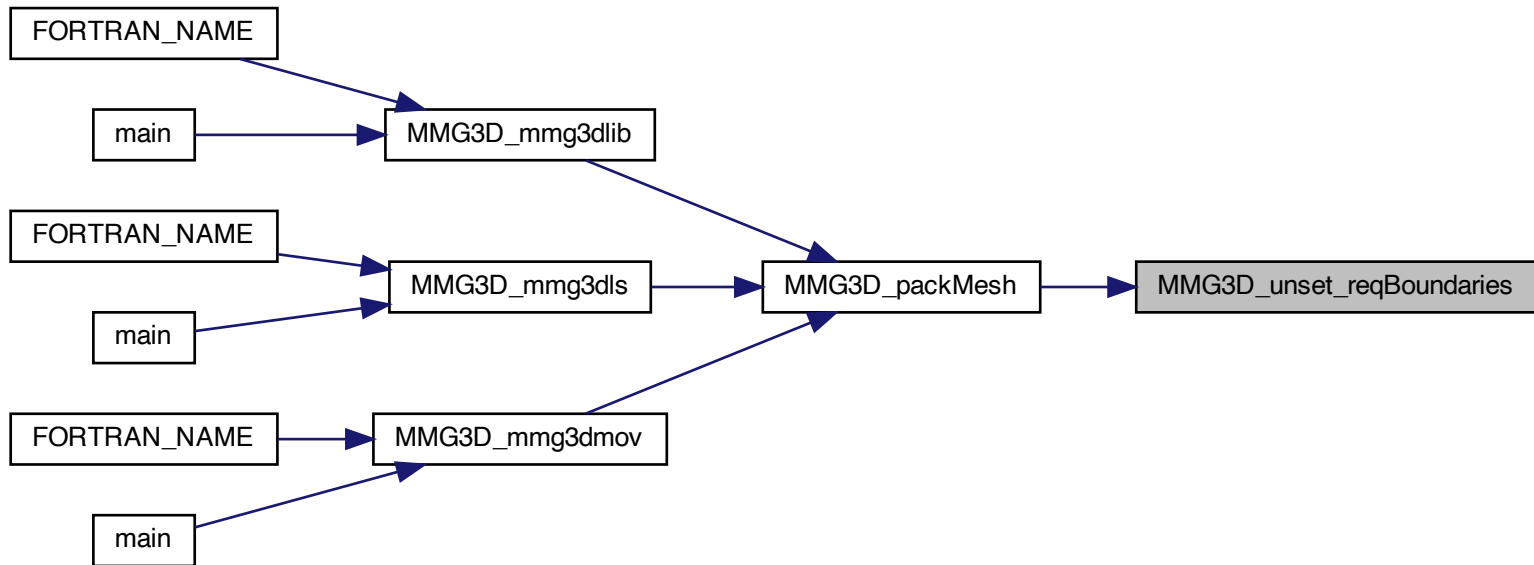 FORTRAN_NAME
main
MMG3D_mmg3dlib
FORTRAN_NAME
main
MMG3D_mmg3dls
MMG3D_packMesh
MMG3D_unset_reqBoundaries
FORTRAN_NAME
main
MMG3D_mmg3dmov